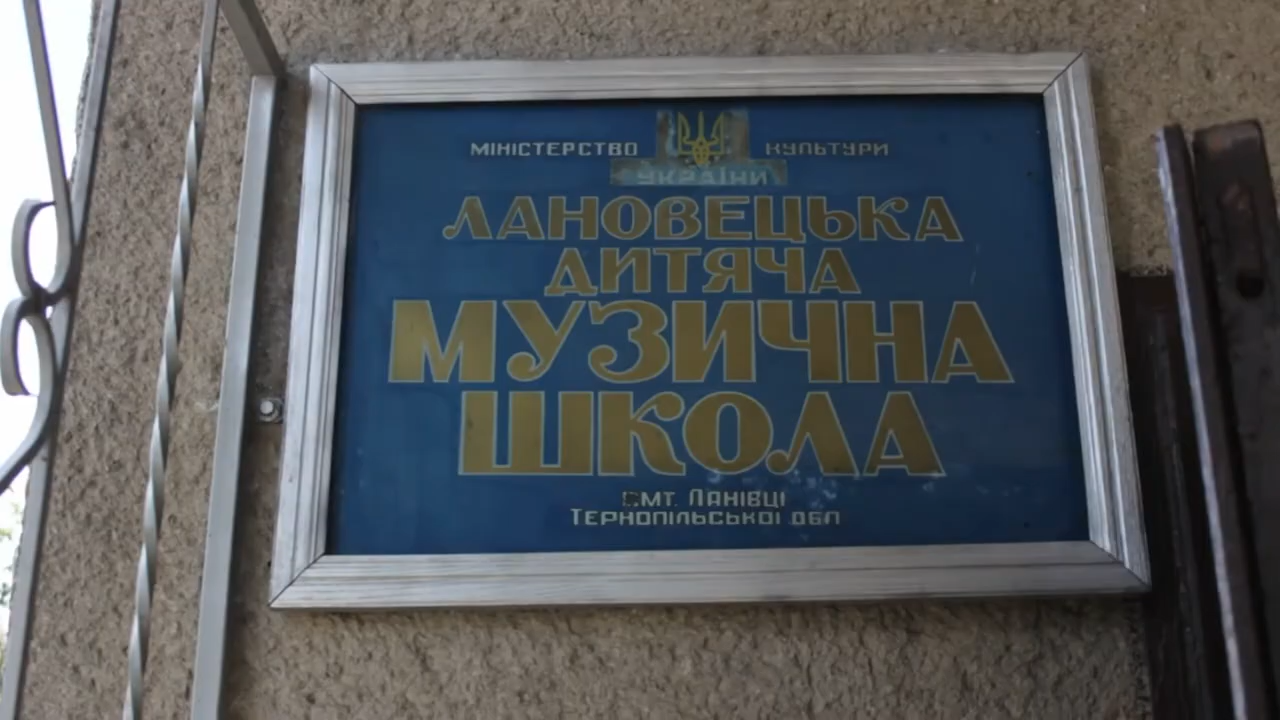 МІНІСТЕРСТВО КУЛЬТУРИ
УКРАЇНИ
ЛАНОВЕЦЬКА
ДИТЯЧА
МУЗИЧНА
ШКОЛА
смт. Ланівці
Тернопільської обл